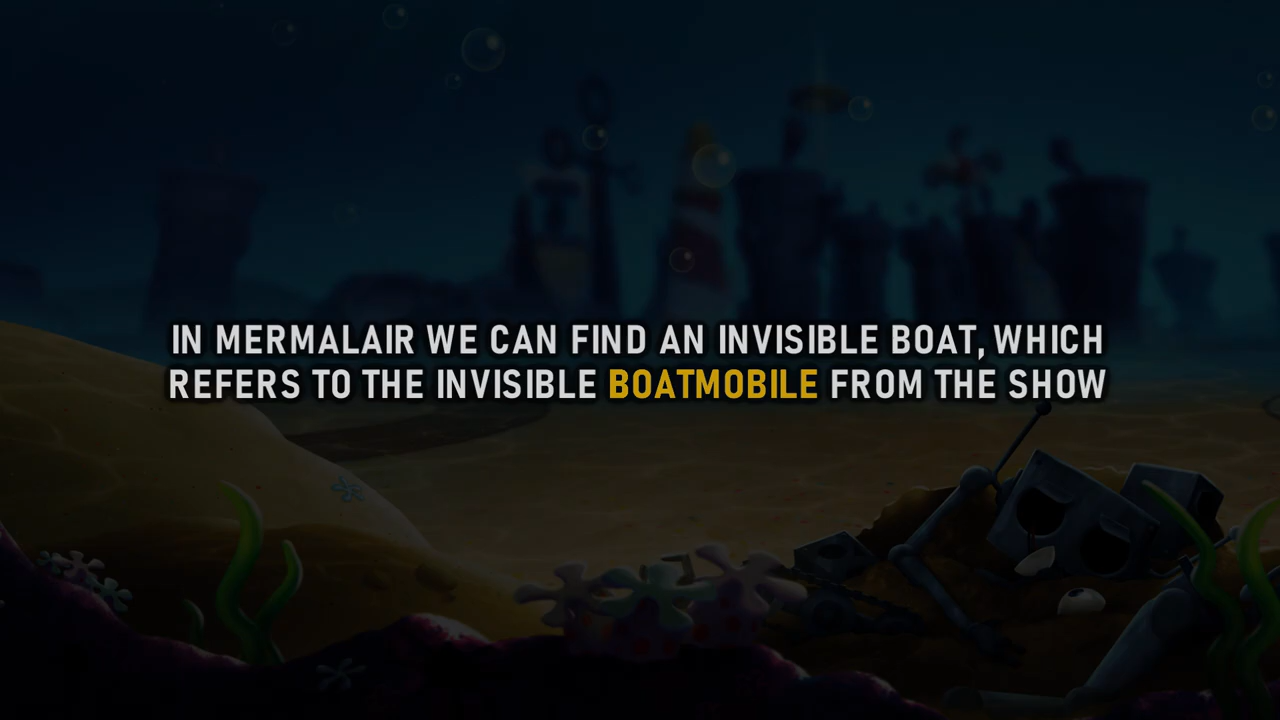 IN MERMALAIR WE CAN FIND AN INVISIBLE BOAT, WHICH
REFERS TO THE INVISIBLE BOATMOBILE FROM THE SHOW